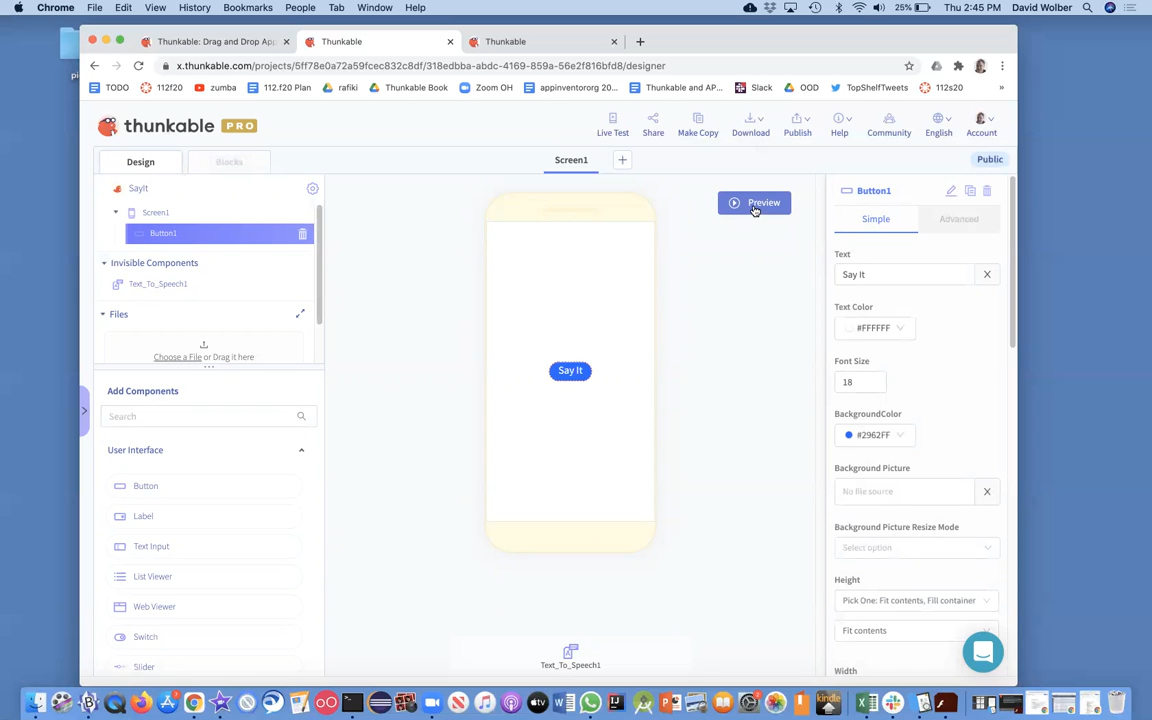 Chrome File Edit View History Bookmarks People Tab Window Help 25% Thu 2:45 PM David Wolber
Thunkable: Drag and Drop App × Thunkable × Thunkable × +
x.thunkable.com/projects/5ff78e0a72a59fcec832c8df/318edbba-abdc-4169-859a-56e2f816bfd8/designer
TODO 112f20 zumba 112.f20 Plan rafiki Thunkable Book Zoom OH appinventororg 20... Thunkable and AP... Slack OOD TopShelfTweets 112s20 »
thunkable PRO
Live Test Share Make Copy Download Publish Help Community English Account
Design Blocks Screen1 + Public
SayIt
Screen1
Button1
Invisible Components
Text_To_Speech1
Files
Choose a File or Drag it here
Add Components
Search
User Interface
Button
Label
Text Input
List Viewer
Web Viewer
Switch
Slider
Preview
Say It
Text_To_Speech1
Button1
Simple Advanced
Text
Say It X
Text Color
#FFFFFF
Font Size
18
BackgroundColor
#2962FF
Background Picture
No file source X
Background Picture Resize Mode
Select option
Height
Pick One: Fit contents, Fill container
Fit contents
Width